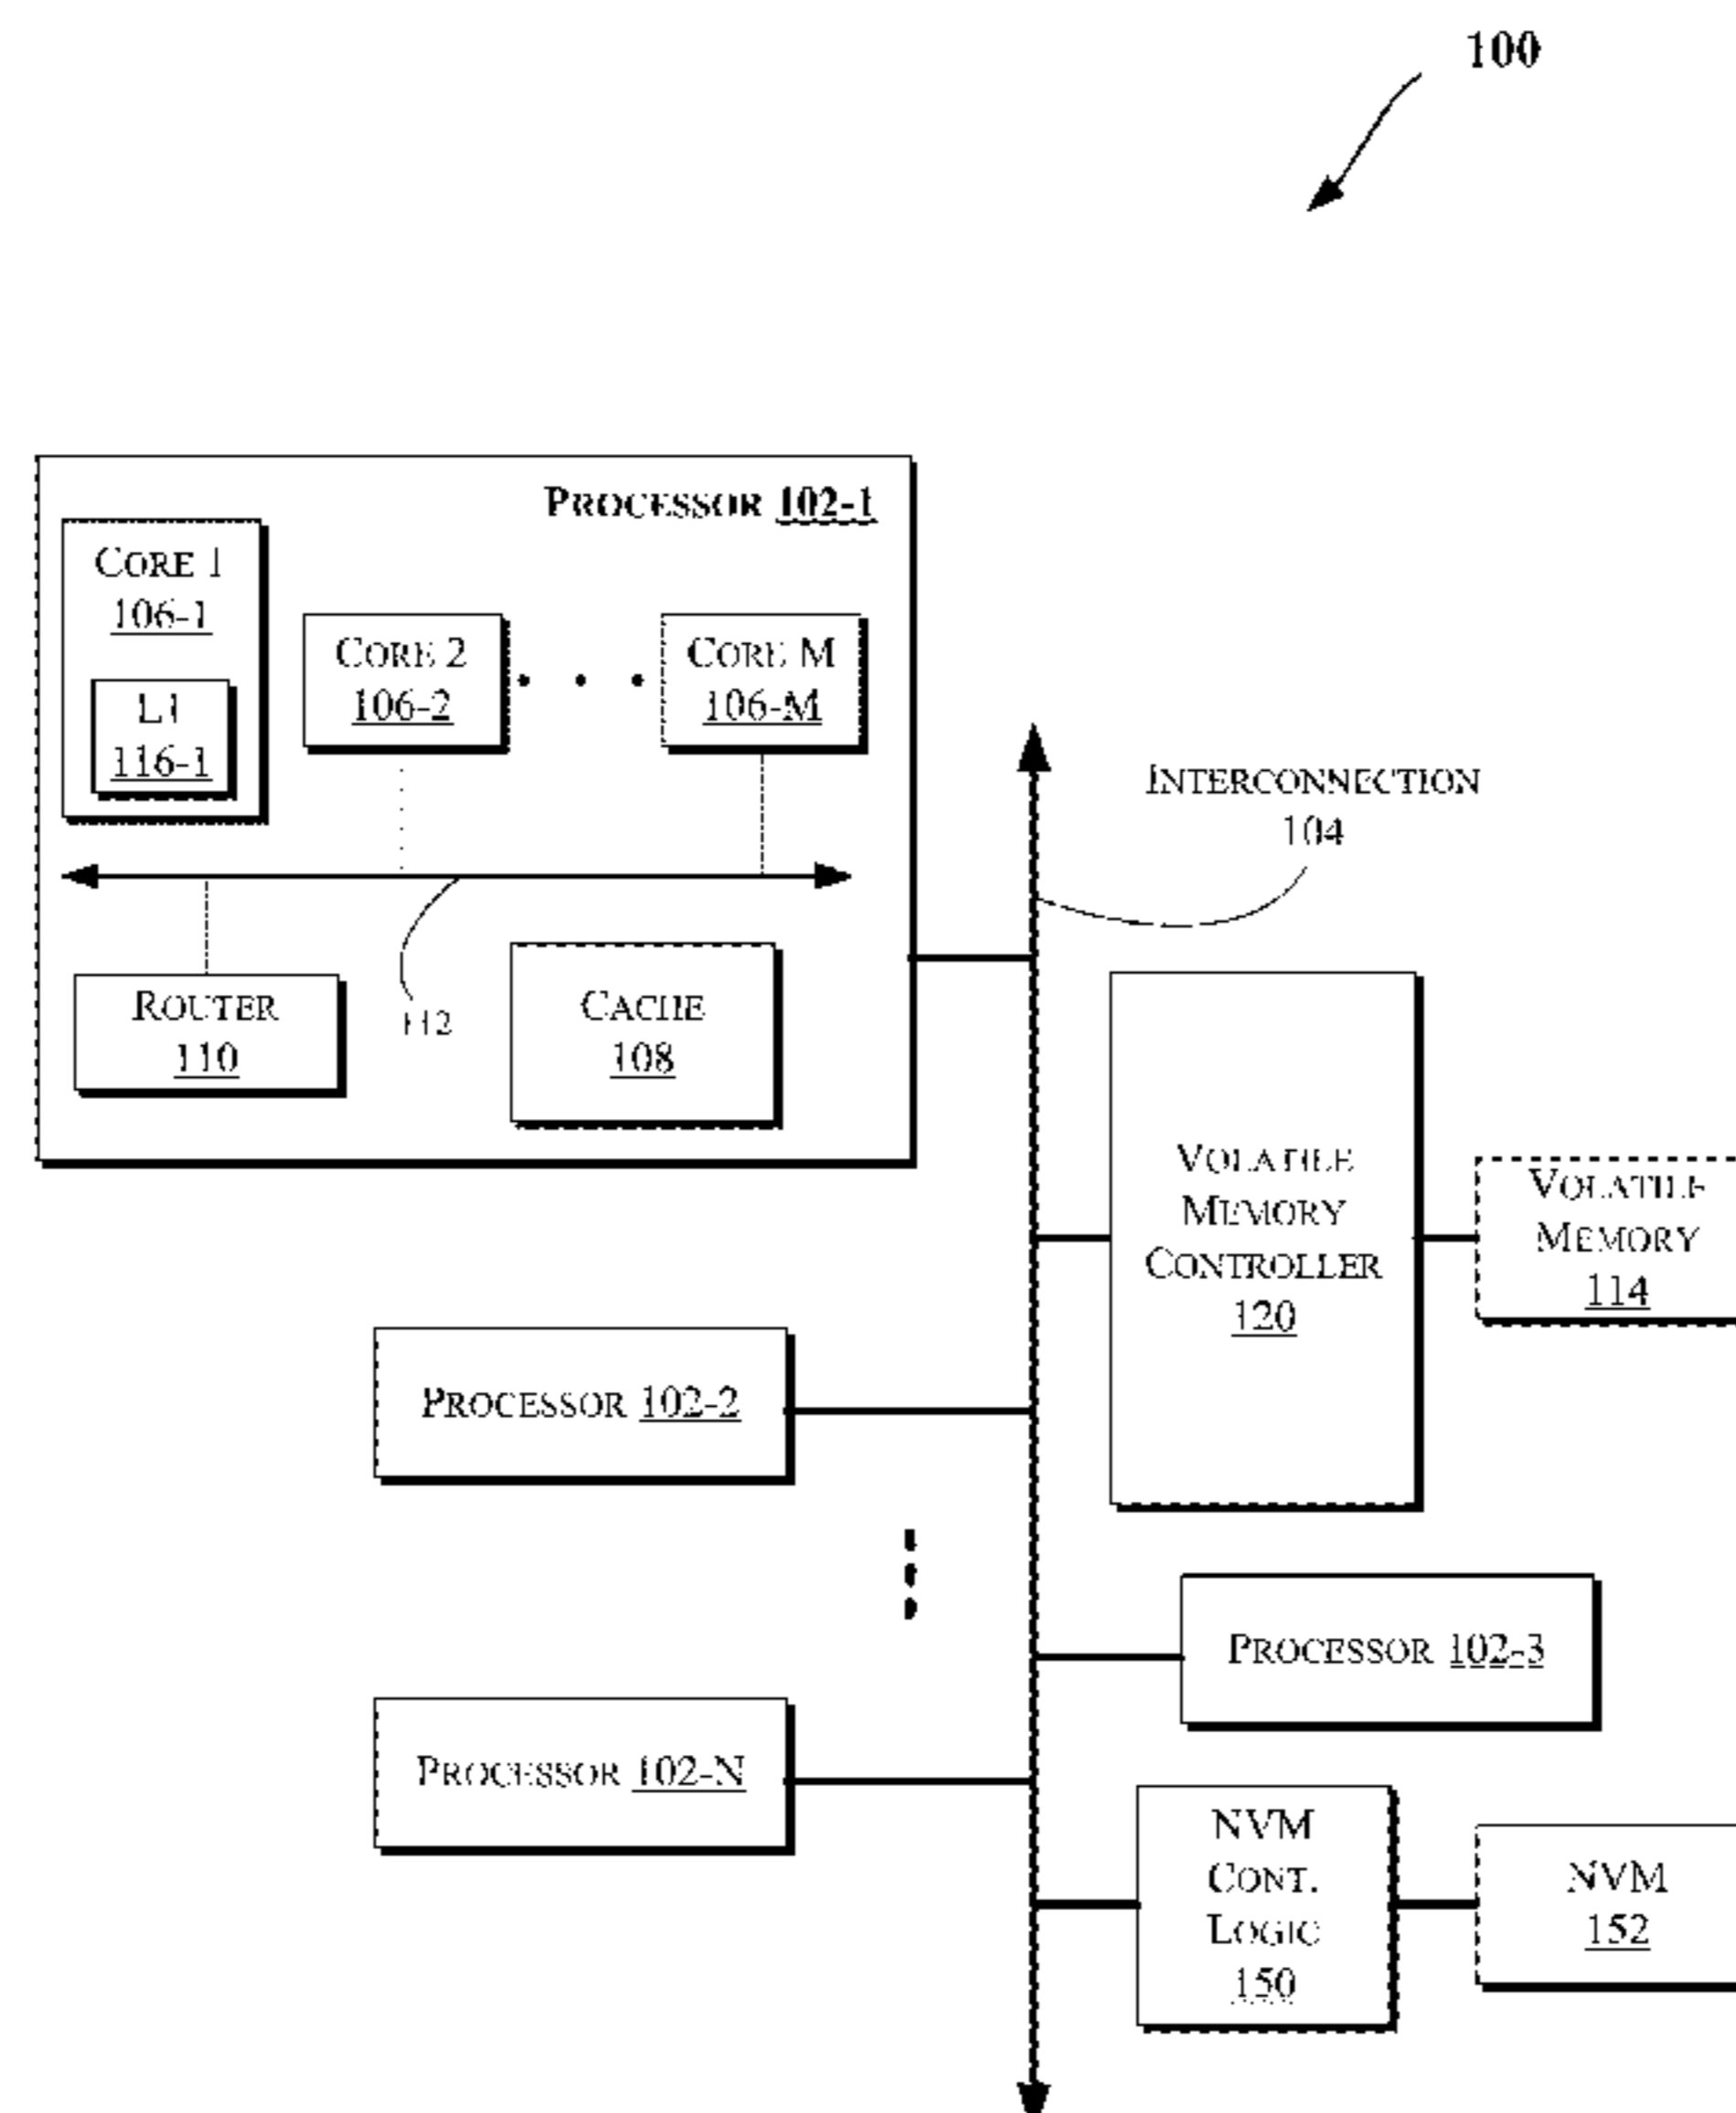 100
PROCESSOR 102-1
CORE 1
106-1
L1
116-1
CORE 2
106-2
CORE M
106-M
INTERCONNECTION
104
ROUTER
110
112
CACHE
108
VOLATILE
MEMORY
CONTROLLER
120
VOLATILE
MEMORY
114
PROCESSOR 102-2
PROCESSOR 102-3
PROCESSOR 102-N
NVM
CONT.
LOGIC
150
NVM
152